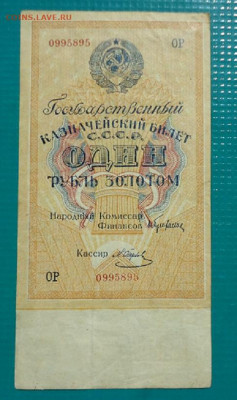 COINS.LAVE.RU
0995895 ОР
Государственный
КАЗНАЧЕЙСКИЙ БИЛЕТ
С.С.С.Р.
ОДИН
РУБЛЬ ЗОЛОТОМ
Народный Комиссар
Финансов
Кассир
ОР 0995895